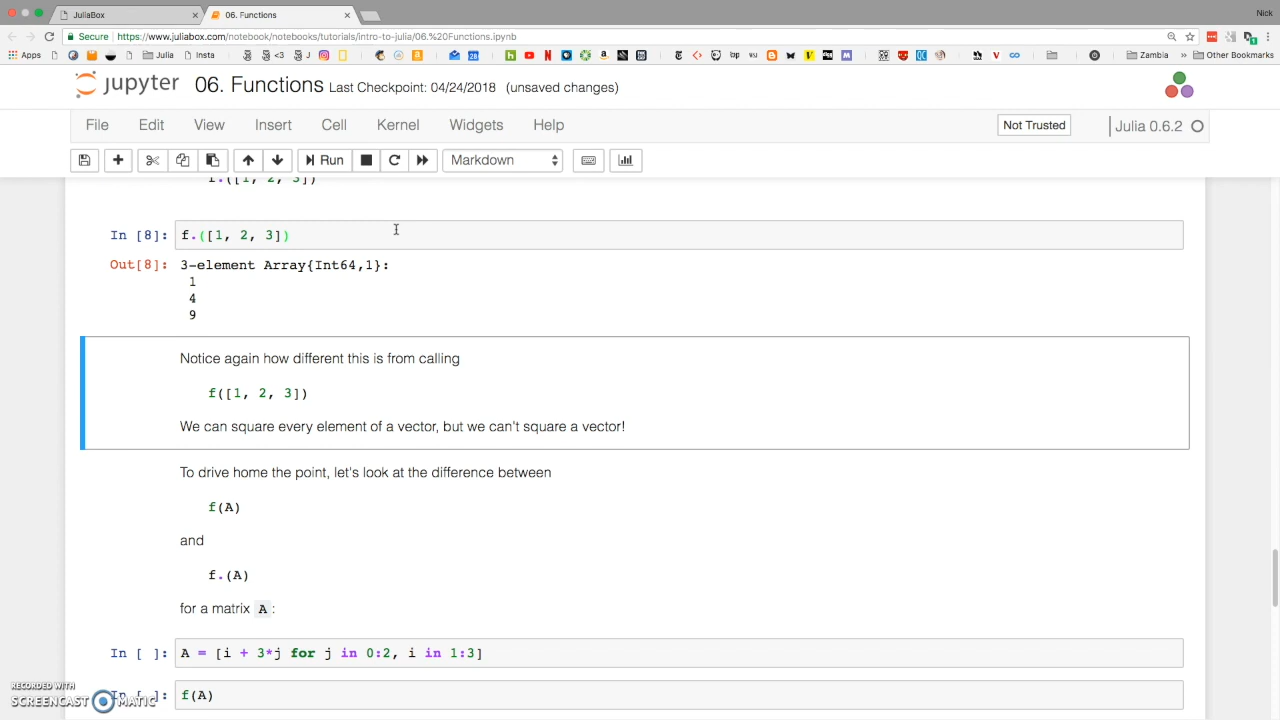 JuliaBox
06. Functions
Nick
Secure
https://www.juliabox.com/notebook/notebooks/tutorials/intro-to-julia/06.%20Functions.ipynb
Apps
Julia
Insta
<3
J
Zambia
Other Bookmarks
jupyter
06. Functions Last Checkpoint: 04/24/2018 (unsaved changes)
File Edit View Insert Cell Kernel Widgets Help
Not Trusted
Julia 0.6.2
Run
Markdown
f.([1, 2, 3])
In [8]: f.([1, 2, 3])
Out[8]: 3-element Array{Int64,1}:
1
4
9
Notice again how different this is from calling
f([1, 2, 3])
We can square every element of a vector, but we can't square a vector!
To drive home the point, let's look at the difference between
f(A)
and
f.(A)
for a matrix A:
In [ ]: A = [i + 3*j for j in 0:2, i in 1:3]
In [ ]: f(A)
RECORDED WITH
SCREENCAST MATIC